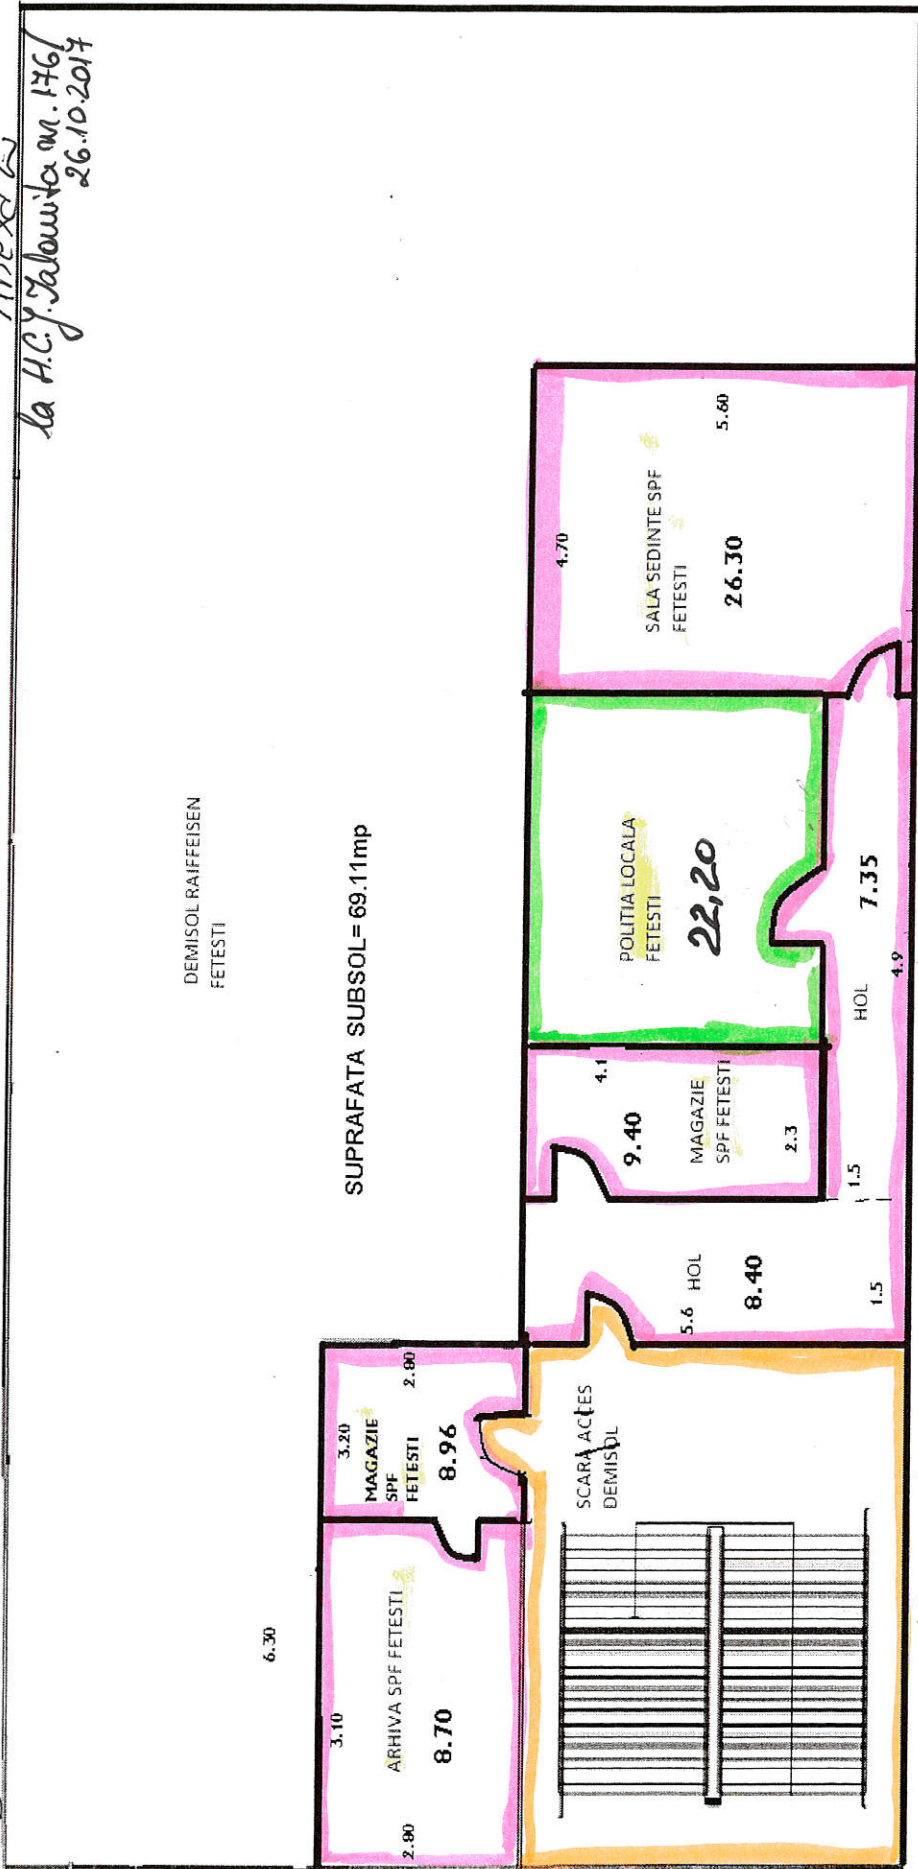 la H.C.J. Ialomita nr. 176/
26.10.2017
DEMISOL RAIFFEISEN
FETESTI
SUPRAFATA SUBSOL= 69.11mp
6.30
3.10
ARHIVA SPF FETESTI
8.70
2.80
3.20
MAGAZIE
SPF
FETESTI
2.80
8.96
SCARA ACCES
DEMISOL
5.6
HOL
8.40
1.5
4.1
9.40
MAGAZIE
SPF FETESTI
2.3
1.5
POLITIA LOCALA
FETESTI
22,20
HOL
7.35
4.9
4.70
SALA SEDINTE SPF
FETESTI
5.60
26.30